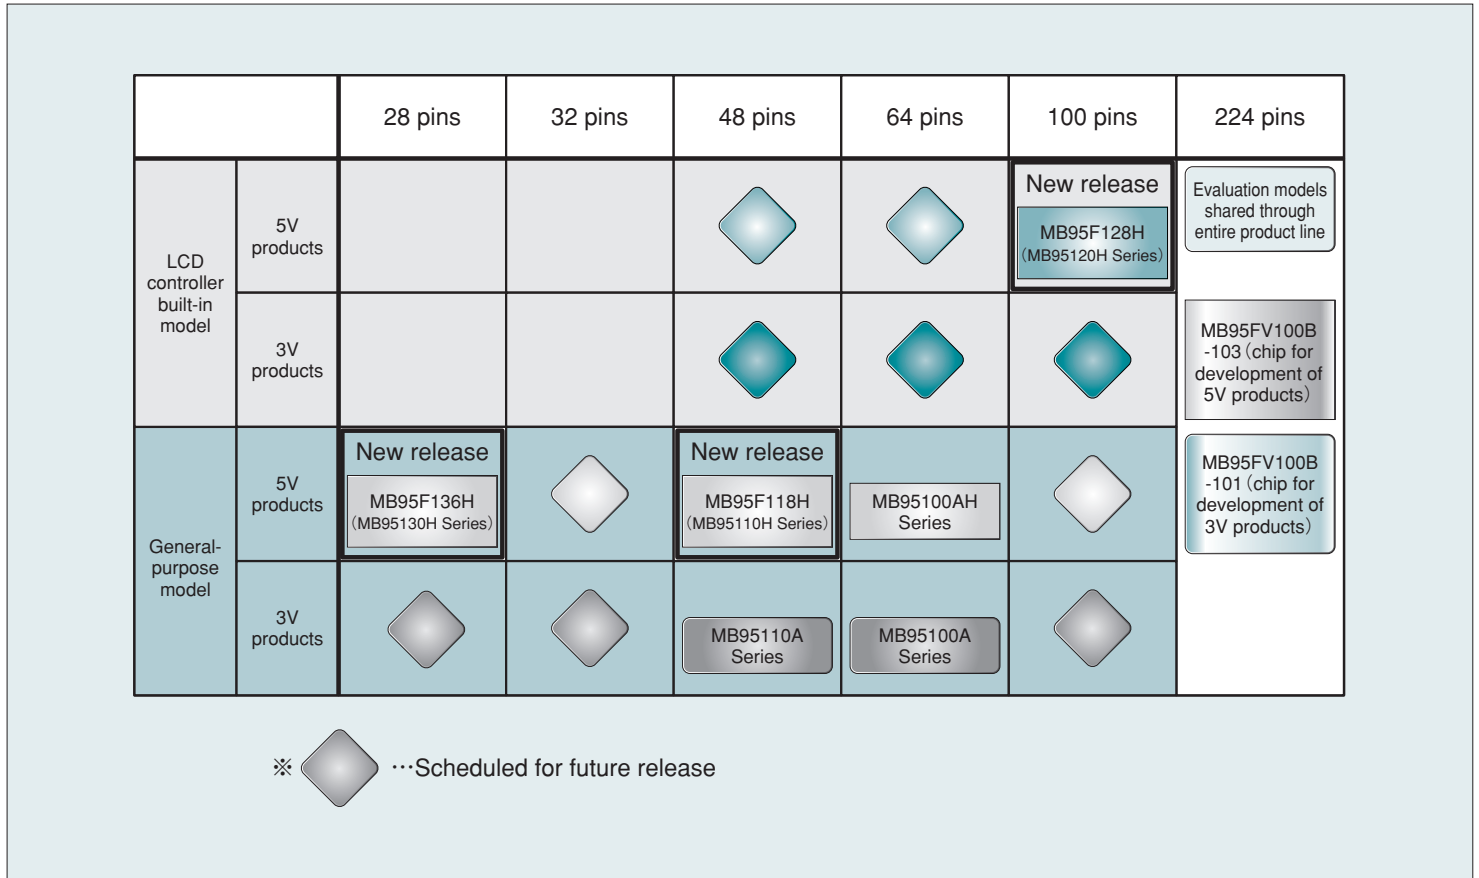 28 pins
32 pins
48 pins
64 pins
100 pins
224 pins
LCD
controller
built-in
model
5V
products
New release
MB95F128H
(MB95120H Series)
Evaluation models
shared through
entire product line
3V
products
MB95FV100B
-103(chip for
development of
5V products)
General-
purpose
model
5V
products
New release
MB95F136H
(MB95130H Series)
New release
MB95F118H
(MB95110H Series)
MB95100AH
Series
MB95FV100B
-101(chip for
development of
3V products)
3V
products
MB95110A
Series
MB95100A
Series
※ …Scheduled for future release